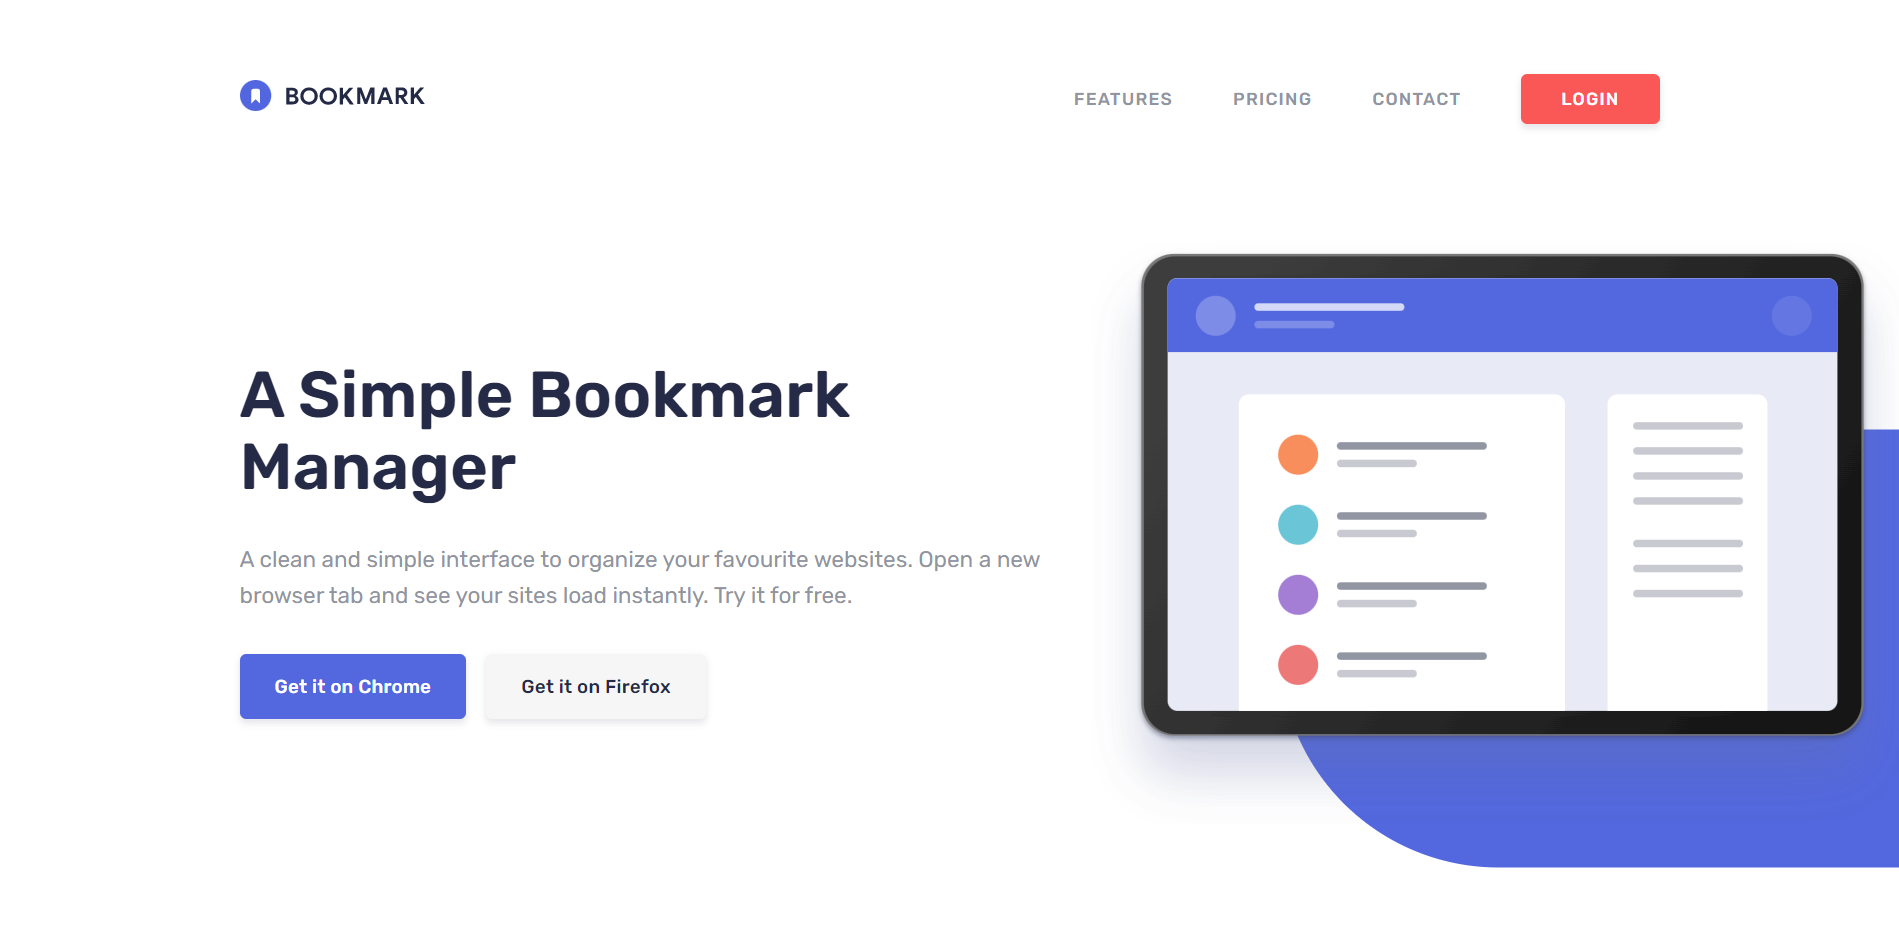 BOOKMARK
FEATURES PRICING CONTACT LOGIN
A Simple Bookmark
Manager
A clean and simple interface to organize your favourite websites. Open a new
browser tab and see your sites load instantly. Try it for free.
Get it on Chrome Get it on Firefox